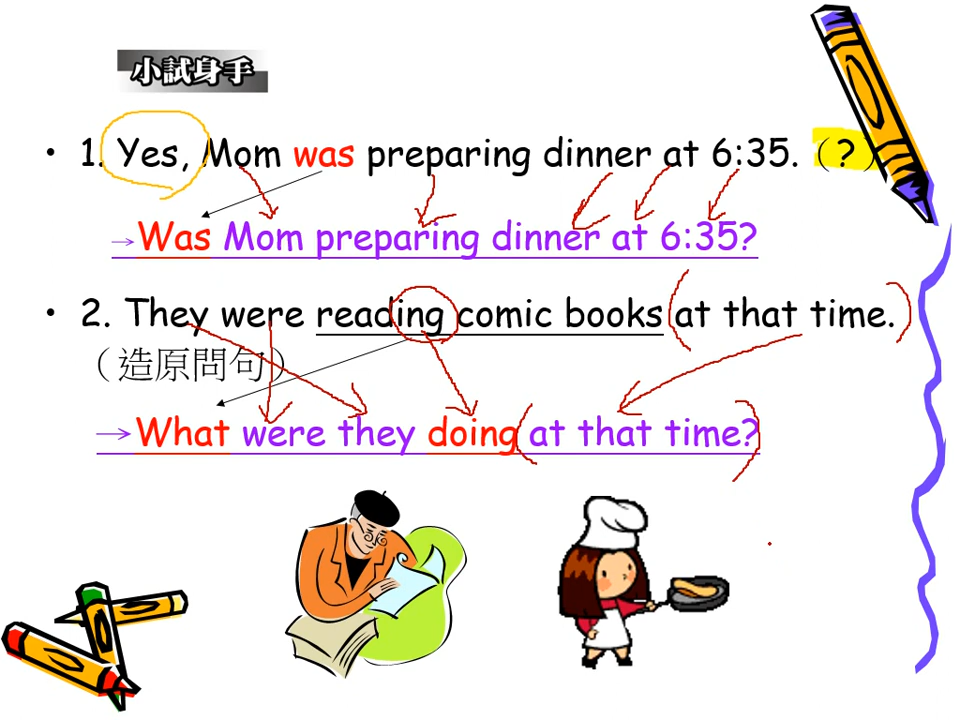 小試身手
• 1. Yes, Mom was preparing dinner at 6:35.（?）
→Was Mom preparing dinner at 6:35?
• 2. They were reading comic books at that time.
（造原問句）
→What were they doing at that time?